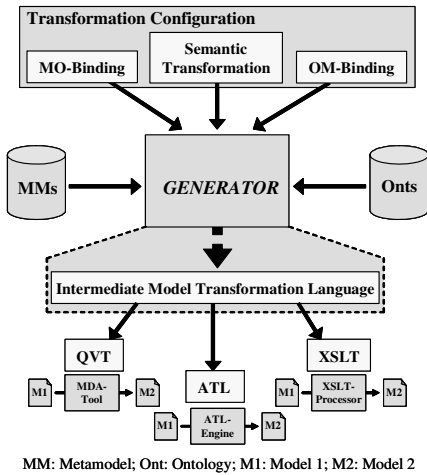 Transformation Configuration
MO-Binding
Semantic
Transformation
OM-Binding
MMs
GENERATOR
Onts
Intermediate Model Transformation Language
QVT
M1
MDA-
Tool
M2
ATL
M1
ATL-
Engine
M2
XSLT
M1
XSLT-
Processor
M2
MM: Metamodel; Ont: Ontology; M1: Model 1; M2: Model 2